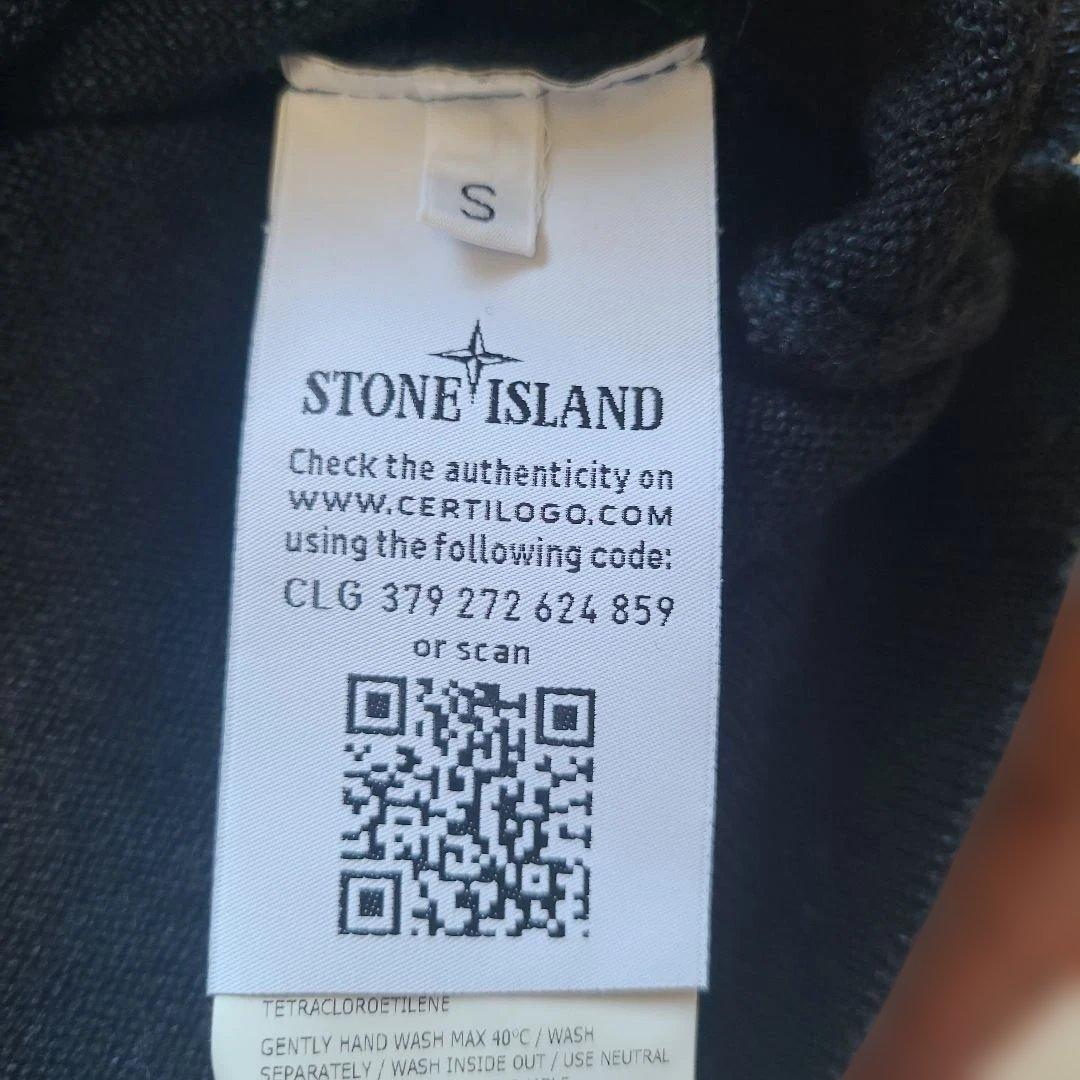 S
STONE ISLAND
Check the authenticity on
WWW.CERTILOGO.COM
using the following code:
CLG 379 272 624 859
or scan
TETRACLOROETILENE
GENTLY HAND WASH MAX 40°C / WASH
SEPARATELY / WASH INSIDE OUT / USE NEUTRAL